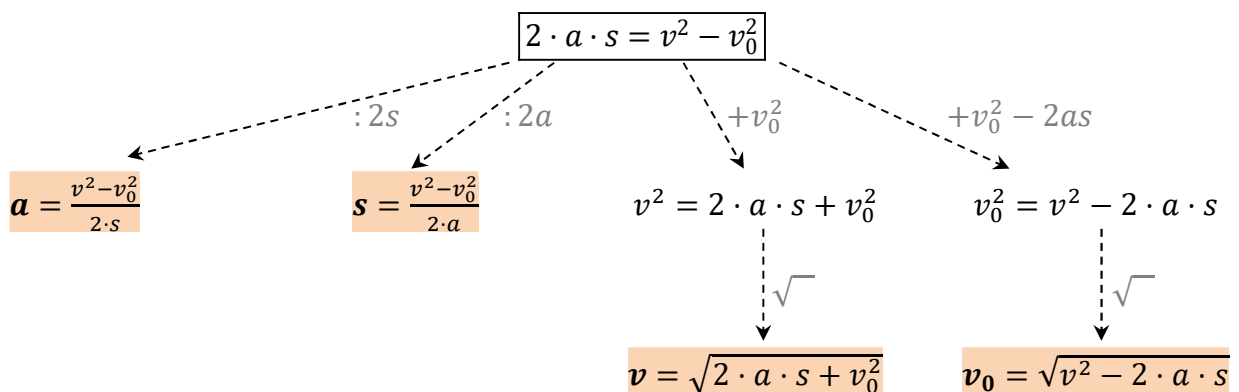 2 · a · s = v² − v₀²
: 2s
: 2a
+v₀²
+v₀² − 2as
a = (v²−v₀²)/(2·s)
s = (v²−v₀²)/(2·a)
v² = 2 · a · s + v₀²
v₀² = v² − 2 · a · s
√
√
v = √(2 · a · s + v₀²)
v₀ = √(v² − 2 · a · s)